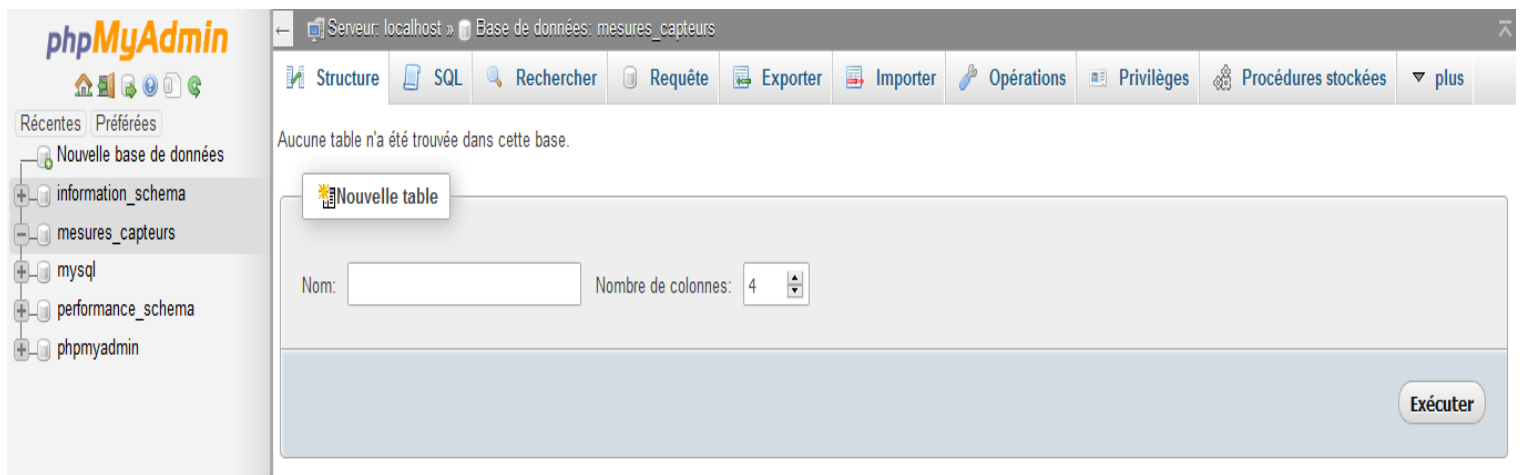 phpMyAdmin
Récentes Préférées
Nouvelle base de données
information_schema
mesures_capteurs
mysql
performance_schema
phpmyadmin
Serveur: localhost » Base de données: mesures_capteurs
Structure SQL Rechercher Requête Exporter Importer Opérations Privilèges Procédures stockées plus
Aucune table n'a été trouvée dans cette base.
Nouvelle table
Nom: Nombre de colonnes: 4
Exécuter